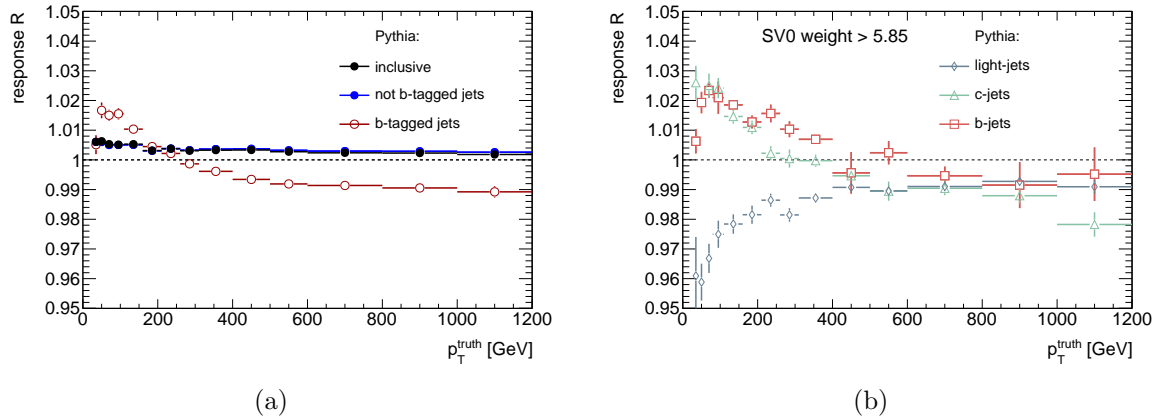 response R
1.05
1.04
1.03
1.02
1.01
1
0.99
0.98
0.97
0.96
0.95
Pythia:
inclusive
not b-tagged jets
b-tagged jets
0 200 400 600 800 1000 1200
p_T^truth [GeV]
(a)
response R
1.05
1.04
1.03
1.02
1.01
1
0.99
0.98
0.97
0.96
0.95
SV0 weight > 5.85
Pythia:
light-jets
c-jets
b-jets
0 200 400 600 800 1000 1200
p_T^truth [GeV]
(b)